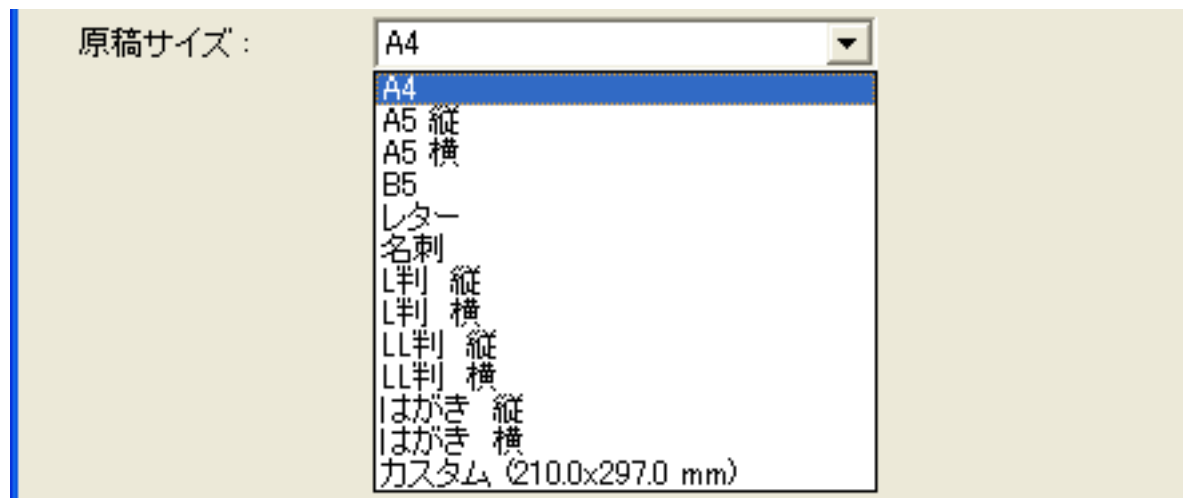 原稿サイズ： A4
A4
A5 縦
A5 横
B5
レター
名刺
L判 縦
L判 横
LL判 縦
LL判 横
はがき 縦
はがき 横
カスタム (210.0x297.0 mm)